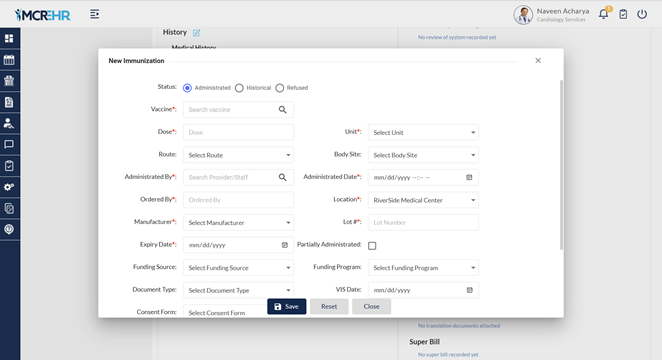 MCREHR
Naveen Acharya
Cardiology Services
History
No review of system recorded yet
Medical History
New Immunization
Status: Administrated Historical Refused
Vaccine*: Search vaccine
Dose*: Dose Unit*: Select Unit
Route: Select Route Body Site: Select Body Site
Administrated By*: Search Provider/Staff Administrated Date*: mm/dd/yyyy --:-- --
Ordered By*: Ordered By Location*: RiverSide Medical Center
Manufacturer*: Select Manufacturer Lot #*: Lot Number
Expiry Date*: mm/dd/yyyy Partially Administrated:
Funding Source: Select Funding Source Funding Program: Select Funding Program
Document Type: Select Document Type VIS Date: mm/dd/yyyy
Consent Form: Select Consent Form
Save Reset Close
No translation documents attached
Super Bill
No super bill recorded yet